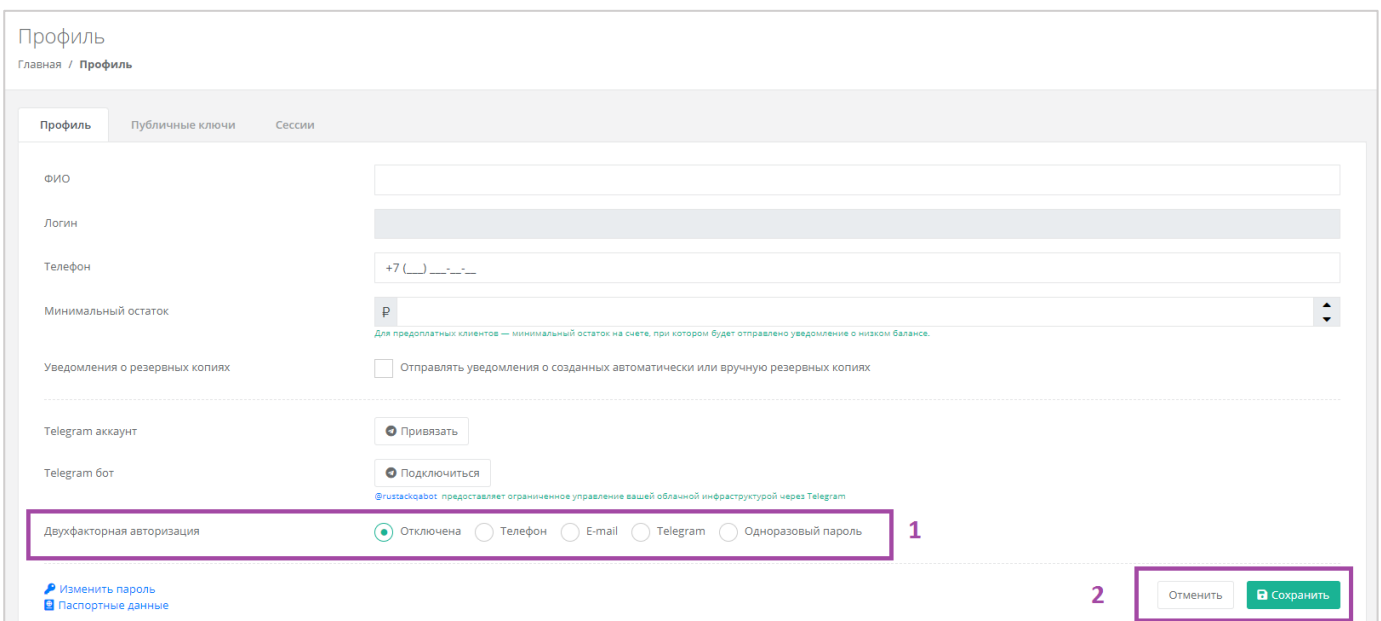 Профиль
Главная / Профиль
Профиль Публичные ключи Сессии
ФИО
Логин
Телефон +7 (___) ___-__-__
Минимальный остаток ₽
Для предоплатных клиентов — минимальный остаток на счете, при котором будет отправлено уведомление о низком балансе.
Уведомления о резервных копиях Отправлять уведомления о созданных автоматически или вручную резервных копиях
Telegram аккаунт Привязать
Telegram бот Подключиться
@rustackqabot предоставляет ограниченное управление вашей облачной инфраструктурой через Telegram
Двухфакторная авторизация Отключена Телефон E-mail Telegram Одноразовый пароль 1
Изменить пароль
Паспортные данные
2 Отменить Сохранить